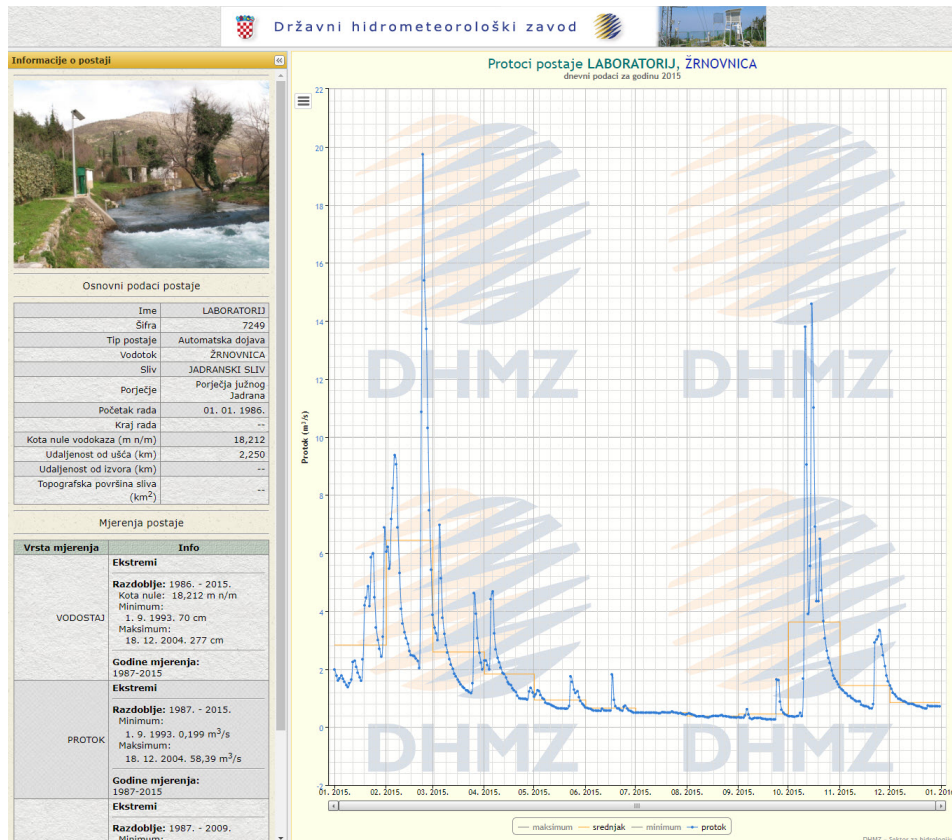 Državni hidrometeorološki zavod
Informacije o postaji
Osnovni podaci postaje
Ime LABORATORIJ
Šifra 7249
Tip postaje Automatska dojava
Vodotok ŽRNOVNICA
Sliv JADRANSKI SLIV
Porječje Porječja južnog
Jadrana
Početak rada 01. 01. 1986.
Kraj rada --
Kota nule vodokaza (m n/m) 18,212
Udaljenost od ušća (km) 2,250
Udaljenost od izvora (km) --
Topografska površina sliva
(km²) --
Mjerenja postaje
Vrsta mjerenja Info
VODOSTAJ
Ekstremi
Razdoblje: 1986. - 2015.
Kota nule: 18,212 m n/m
Minimum:
1. 9. 1993. 70 cm
Maksimum:
18. 12. 2004. 277 cm
Godine mjerenja:
1987-2015
PROTOK
Ekstremi
Razdoblje: 1987. - 2015.
Minimum:
1. 9. 1993. 0,199 m³/s
Maksimum:
18. 12. 2004. 58,39 m³/s
Godine mjerenja:
1987-2015
Ekstremi
Razdoblje: 1987. - 2009.
Minimum:
Protoci postaje LABORATORIJ, ŽRNOVNICA
dnevni podaci za godinu 2015
Protok (m³/s)
22
20
18
16
14
12
10
8
6
4
2
0
DHMZ DHMZ
DHMZ DHMZ
01. 2015. 02. 2015. 03. 2015. 04. 2015. 05. 2015. 06. 2015. 07. 2015. 08. 2015. 09. 2015. 10. 2015. 11. 2015. 12. 2015. 01. 201
maksimum srednjak minimum protok
DHMZ - Sektor za hidrologiju